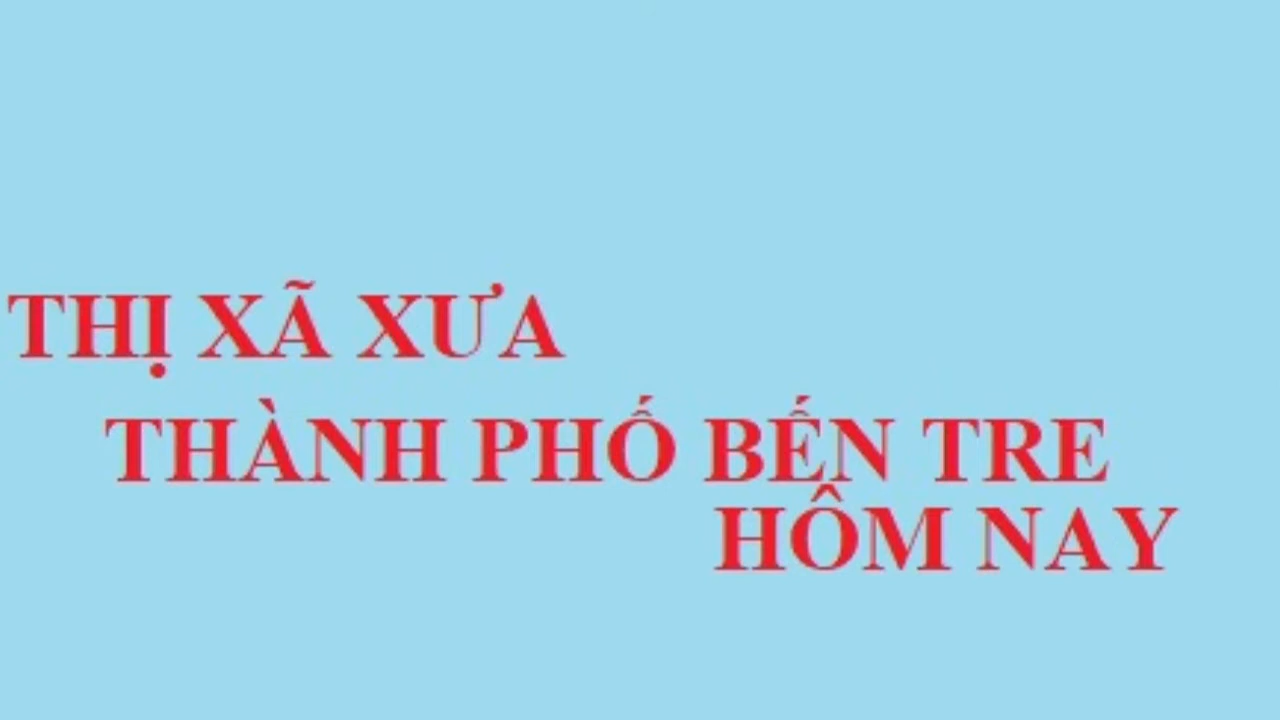 THỊ XÃ XƯA
THÀNH PHỐ BẾN TRE
HÔM NAY